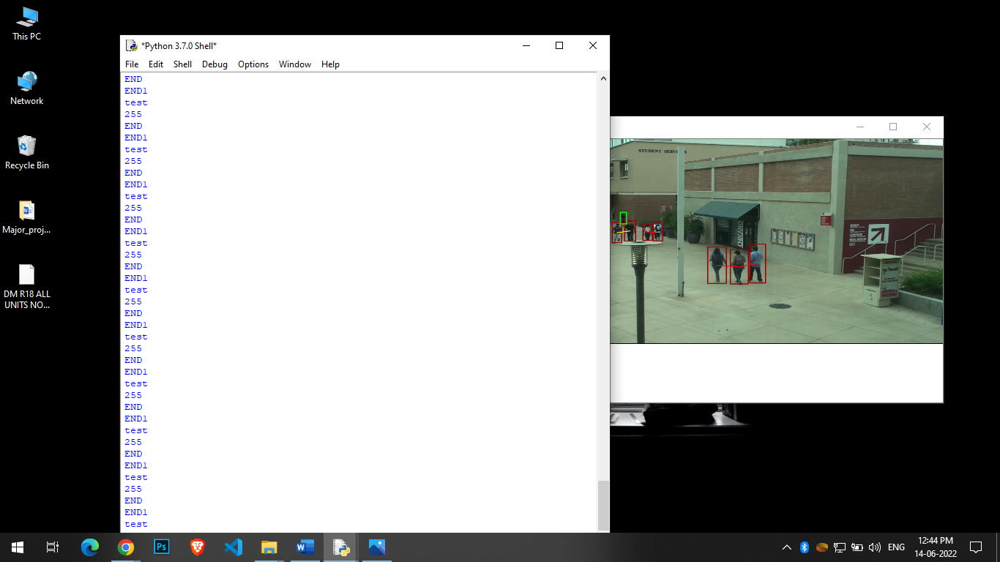 This PC
Network
Recycle Bin
Major_proj...
DM R18 ALL
UNITS NO...
*Python 3.7.0 Shell*
File Edit Shell Debug Options Window Help
END
END1
test
255
END
END1
test
255
END
END1
test
255
END
END1
test
255
END
END1
test
255
END
END1
test
255
END
END1
test
255
END
END1
test
255
END
END1
test
255
END
END1
test
STUDENT SERV S
CHICANO
Ps
ENG
12:44 PM
14-06-2022